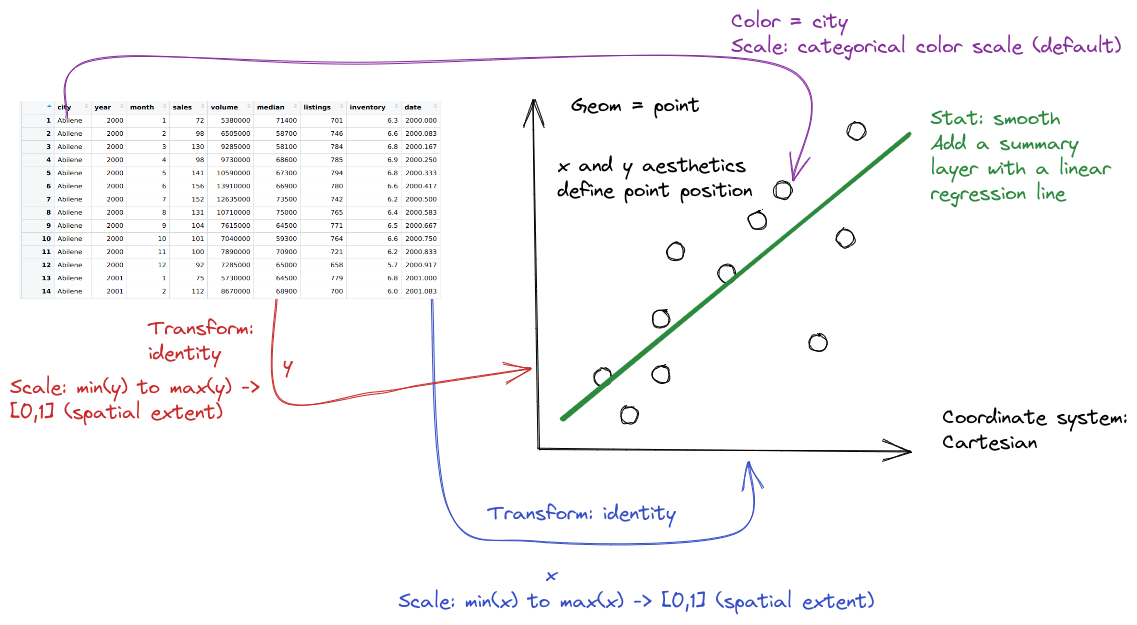 Color = city
Scale: categorical color scale (default)
city year month sales volume median listings inventory date
1 Abilene 2000 1 72 5380000 71400 701 6.3 2000.000
2 Abilene 2000 2 98 6505000 58700 746 6.6 2000.083
3 Abilene 2000 3 130 9285000 58100 784 6.8 2000.167
4 Abilene 2000 4 98 9730000 68600 785 6.9 2000.250
5 Abilene 2000 5 141 10590000 67300 794 6.8 2000.333
6 Abilene 2000 6 156 13910000 66900 780 6.6 2000.417
7 Abilene 2000 7 152 12635000 73500 742 6.2 2000.500
8 Abilene 2000 8 131 10710000 75000 765 6.4 2000.583
9 Abilene 2000 9 104 7615000 64500 771 6.5 2000.667
10 Abilene 2000 10 101 7040000 59300 764 6.6 2000.750
11 Abilene 2000 11 100 7890000 70900 721 6.2 2000.833
12 Abilene 2000 12 92 7285000 65000 658 5.7 2000.917
13 Abilene 2001 1 75 5730000 64500 779 6.8 2001.000
14 Abilene 2001 2 112 8670000 68900 700 6.0 2001.083
Geom = point
x and y aesthetics
define point position
Stat: smooth
Add a summary
layer with a linear
regression line
Transform:
identity
y
Scale: min(y) to max(y) ->
[0,1] (spatial extent)
Coordinate system:
Cartesian
Transform: identity
x
Scale: min(x) to max(x) -> [0,1] (spatial extent)